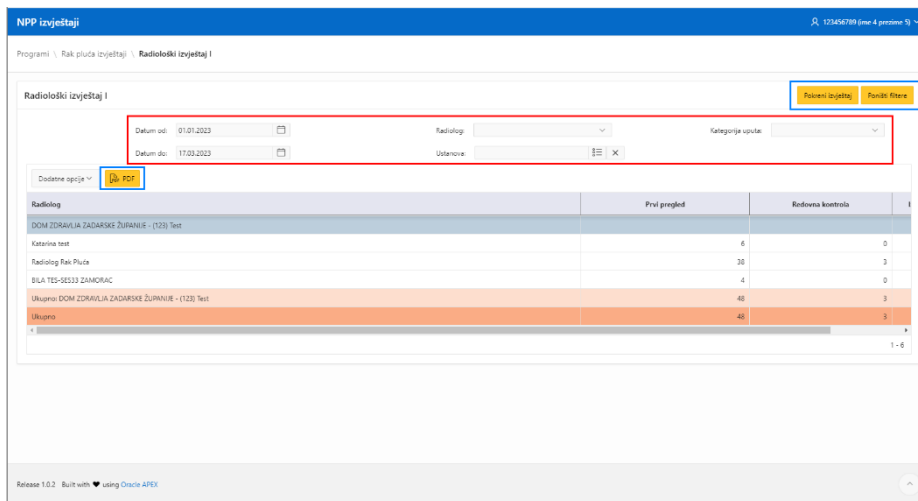 NPP izvještaji
123456789 (ime 4 prezime 5)
Programi \ Rak pluća izvještaji \ Radiološki izvještaj I
Radiološki izvještaj I
Pokreni izvještaj Poništi filtere
Datum od: 01.01.2023 Radiolog: Kategorija uputa:
Datum do: 17.03.2023 Ustanova:
Dodatne opcije PDF
Radiolog Prvi pregled Redovna kontrola I
DOM ZDRAVLJA ZADARSKE ŽUPANIJE - (123) Test
Katarina test 6 0
Radiolog Rak Pluća 38 3
BILA TES-SES33 ZAMORAC 4 0
Ukupno: DOM ZDRAVLJA ZADARSKE ŽUPANIJE - (123) Test 48 3
Ukupno 48 3
1 - 6
Release 1.0.2 Built with ♥ using Oracle APEX